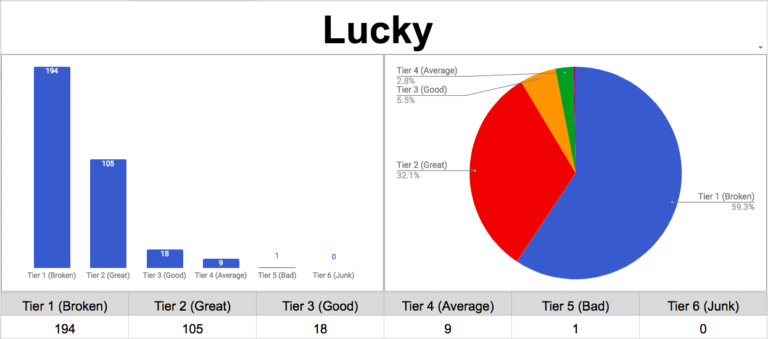 Lucky
194
105
18
9
1
0
Tier 1 (Broken)
Tier 2 (Great)
Tier 3 (Good)
Tier 4 (Average)
Tier 5 (Bad)
Tier 6 (Junk)
Tier 4 (Average)
2.8%
Tier 3 (Good)
5.5%
Tier 2 (Great)
32.1%
Tier 1 (Broken)
59.3%
Tier 1 (Broken) Tier 2 (Great) Tier 3 (Good) Tier 4 (Average) Tier 5 (Bad) Tier 6 (Junk)
194 105 18 9 1 0